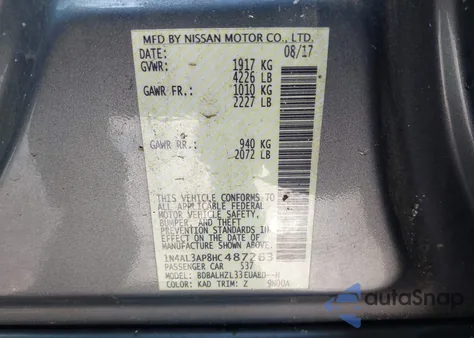 MFD BY NISSAN MOTOR CO., LTD.
DATE: 08/17
GVWR: 1917 KG
4226 LB
GAWR FR.: 1010 KG
2227 LB
GAWR RR.: 940 KG
2072 LB
THIS VEHICLE CONFORMS TO
ALL APPLICABLE FEDERAL
MOTOR VEHICLE SAFETY,
BUMPER, AND THEFT
PREVENTION STANDARDS IN
EFFECT ON THE DATE OF
MANUFACTURE SHOWN ABOVE.
1N4AL3AP8HC487263
PASSENGER CAR 537
MODEL: BDBALHZL33EUA8D--H
COLOR: KAD TRIM: Z
autoSnap